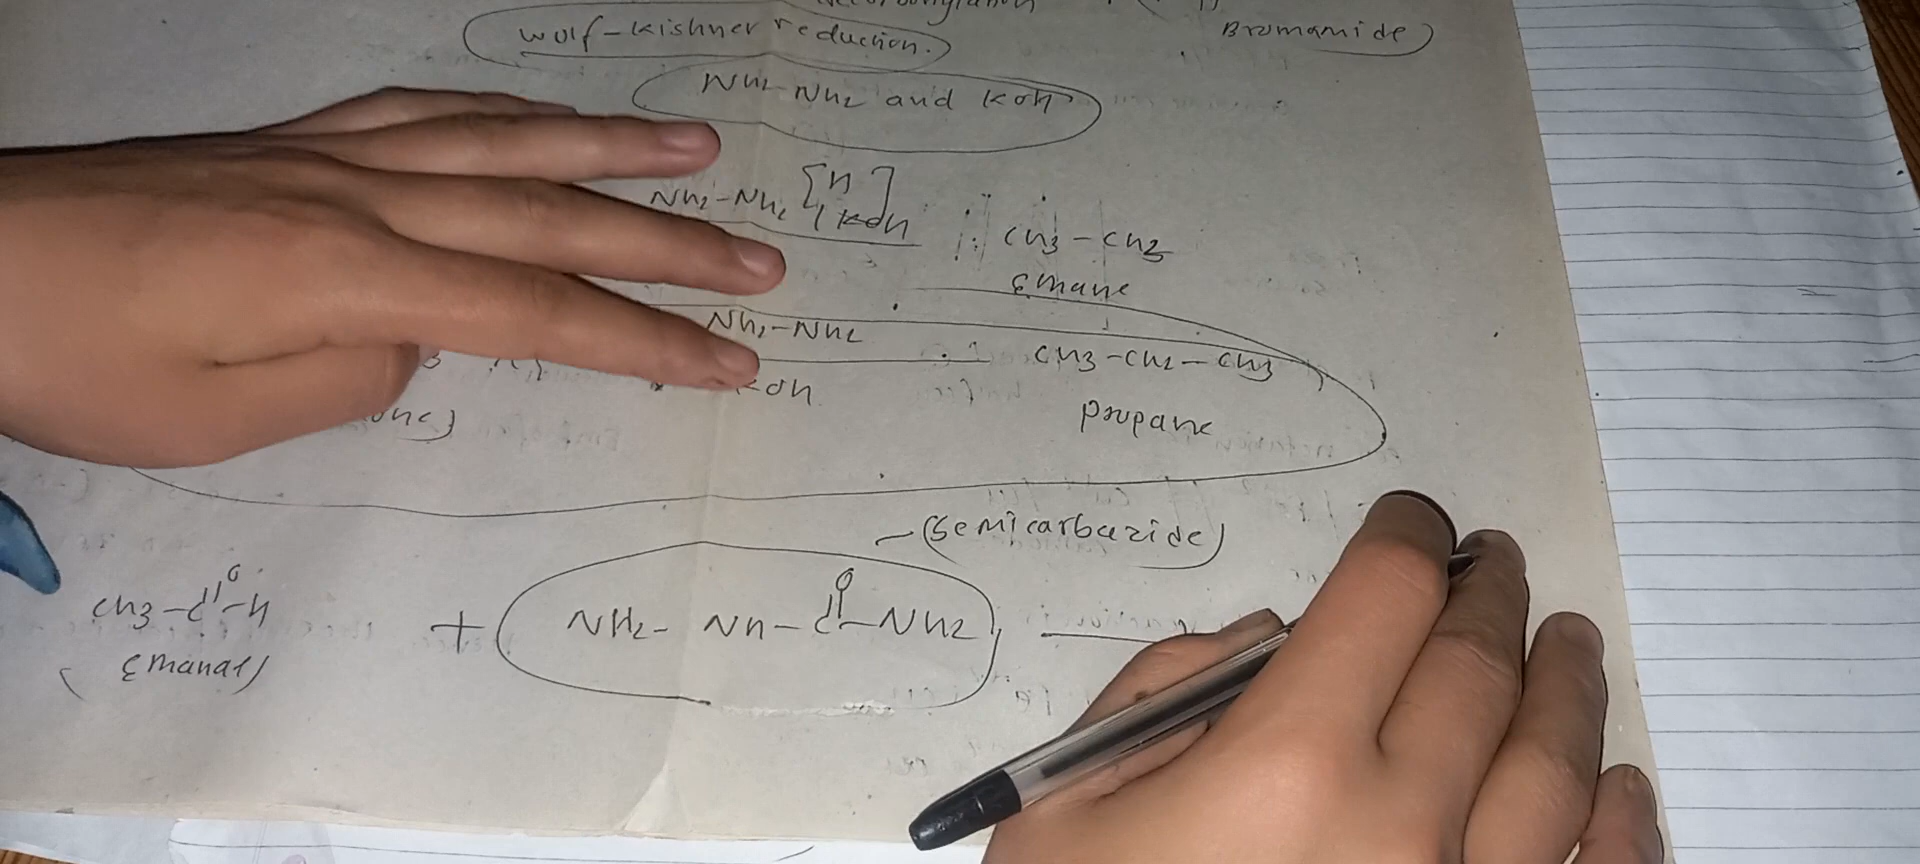 Bromamide)
wolf-kishner reduction.
NH2-NH2 and KOH
NH2-NH2 [H]
KOH
CH3-CH3
Ethane
NH2-NH2
CH3-CH2-CH3
KOH
Propane
(Semicarbazide)
O O
CH3-C-H + NH2-NH-C-NH2
(Ethanal)